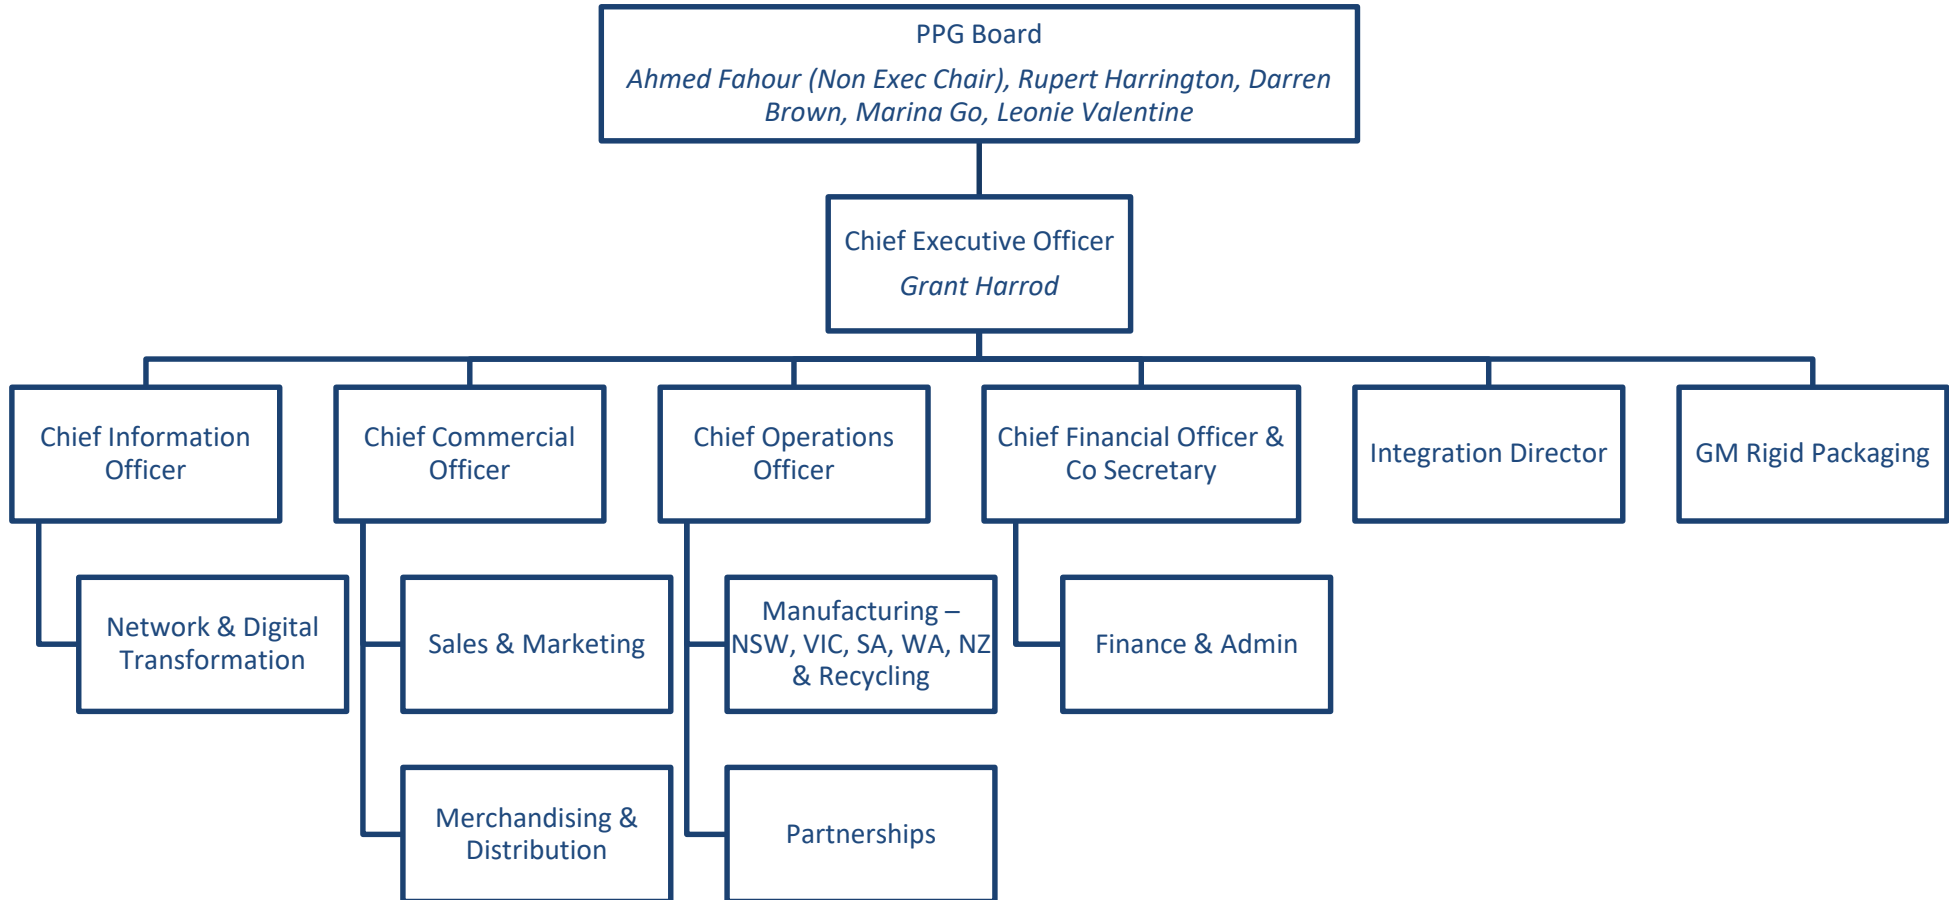 PPG Board
Ahmed Fahour (Non Exec Chair), Rupert Harrington, Darren
Brown, Marina Go, Leonie Valentine
Chief Executive Officer
Grant Harrod
Chief Information
Officer
Chief Commercial
Officer
Chief Operations
Officer
Chief Financial Officer &
Co Secretary
Integration Director
GM Rigid Packaging
Network & Digital
Transformation
Sales & Marketing
Manufacturing –
NSW, VIC, SA, WA, NZ
& Recycling
Finance & Admin
Merchandising &
Distribution
Partnerships